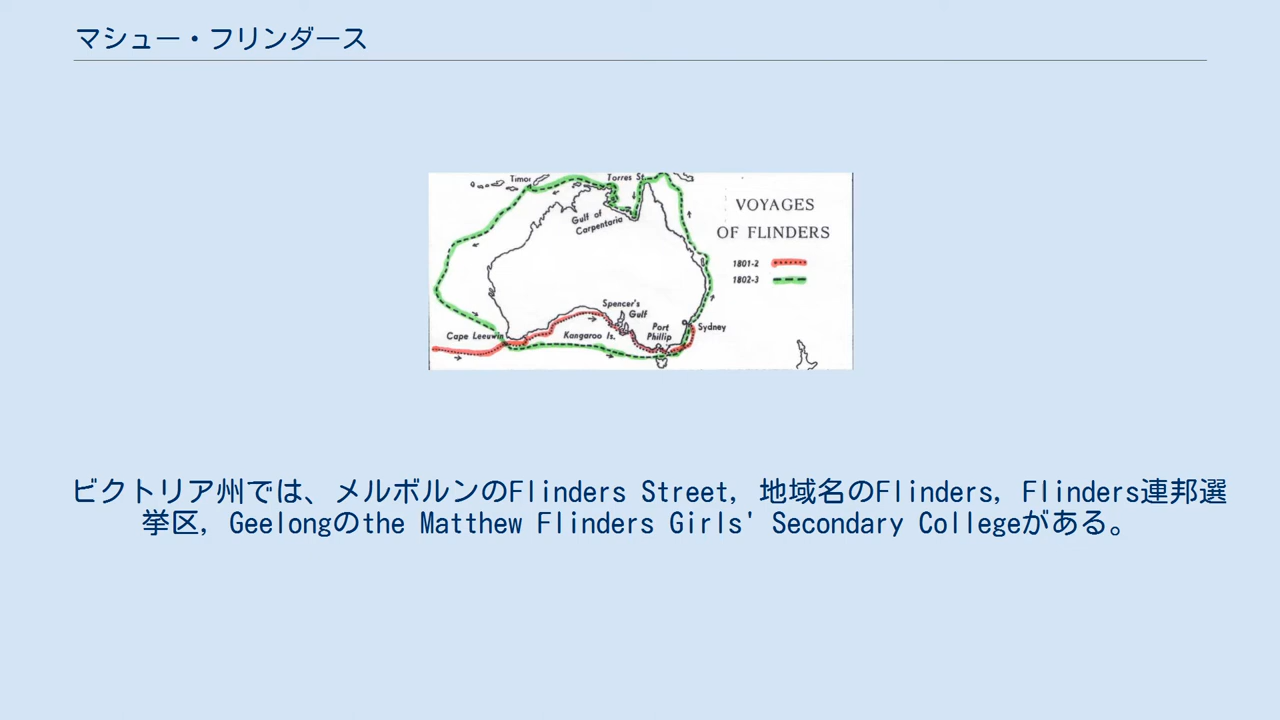 マシュー・フリンダース
Timor
Torres St.
Gulf of
Carpentaria
VOYAGES
OF FLINDERS
1801-2
1802-3
Spencer's
Gulf
Cape Leeuwin
Kangaroo Is.
Port
Phillip
Sydney
ビクトリア州では、メルボルンのFlinders Street, 地域名のFlinders, Flinders連邦選
挙区, Geelongのthe Matthew Flinders Girls' Secondary Collegeがある。